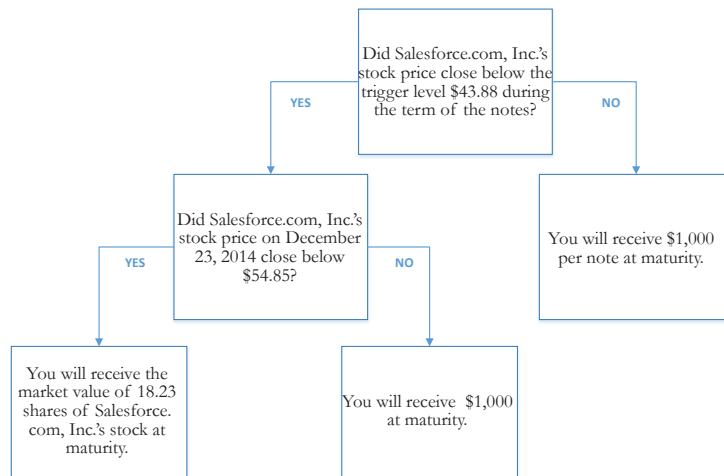 Did Salesforce.com, Inc.'s
stock price close below the
trigger level $43.88 during
the term of the notes?
YES
NO
Did Salesforce.com, Inc.'s
stock price on December
23, 2014 close below
$54.85?
You will receive $1,000
per note at maturity.
YES
NO
You will receive the
market value of 18.23
shares of Salesforce.
com, Inc.'s stock at
maturity.
You will receive $1,000
at maturity.